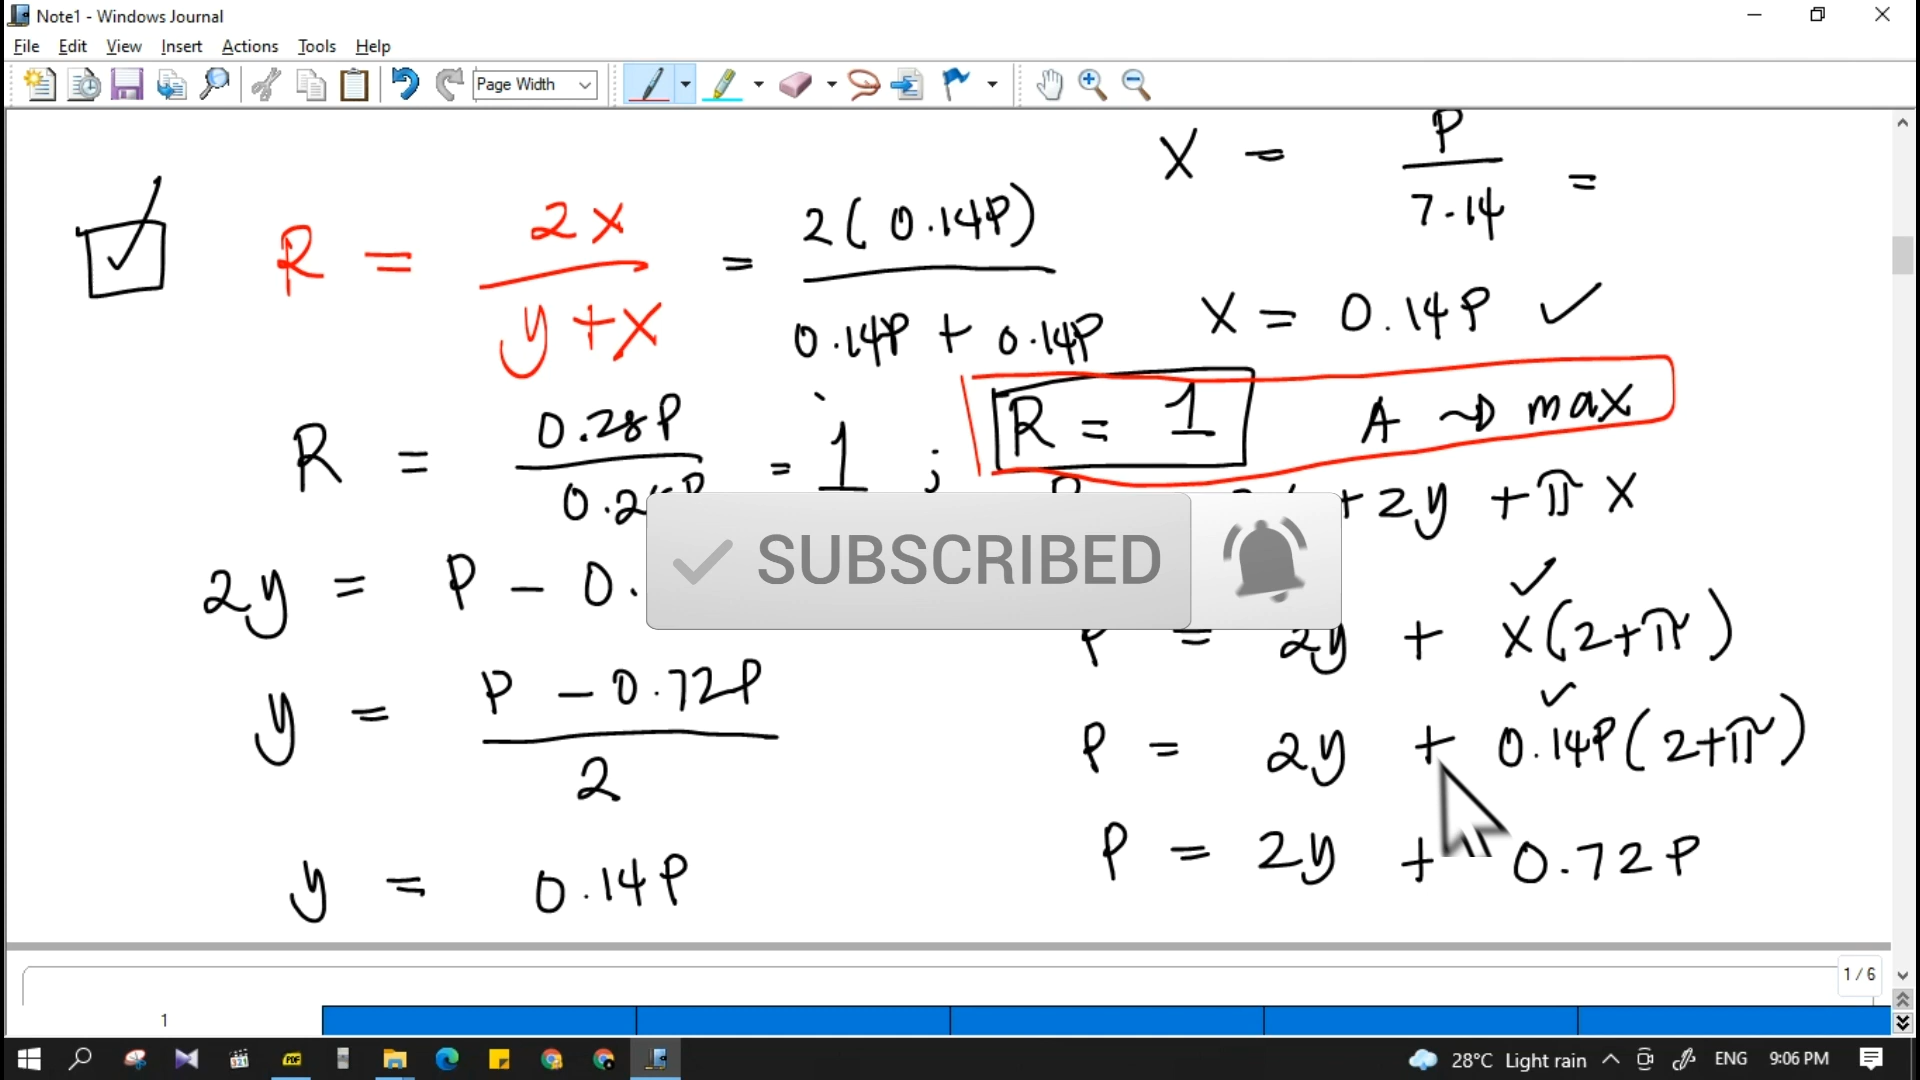 Note1 - Windows Journal
File Edit View Insert Actions Tools Help
Page Width
X = P / 7.14 =
R = 2x / y+x = 2(0.14P) / 0.14P + 0.14P
X = 0.14P ✓
R = 0.28P / = 1 ; R = 1 A ~> max
+ 2y + π X
2y = P - 0.
P = 2y + X(2+π)
y = P - 0.72P / 2
P = 2y + 0.14P(2+π)
P = 2y + 0.72P
y = 0.14P
SUBSCRIBED
1 / 6
1
28°C Light rain ENG 9:06 PM